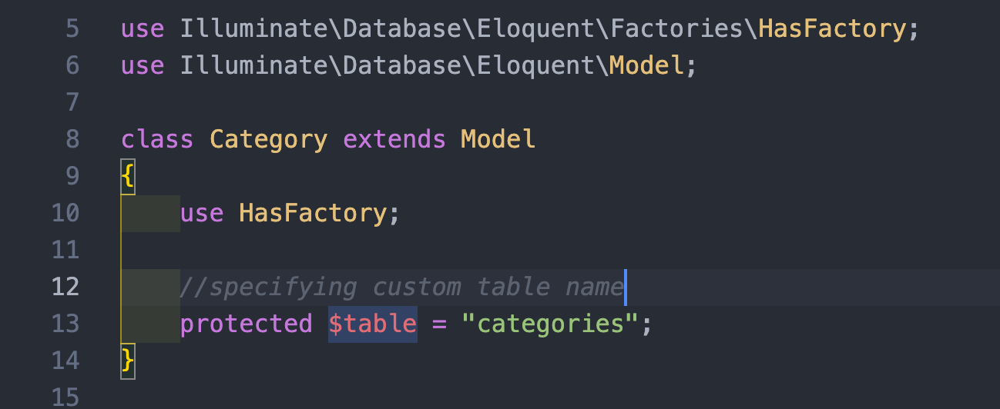 5 use Illuminate\Database\Eloquent\Factories\HasFactory;
6 use Illuminate\Database\Eloquent\Model;
7
8 class Category extends Model
9 {
10     use HasFactory;
11
12     //specifying custom table name
13     protected $table = "categories";
14 }
15